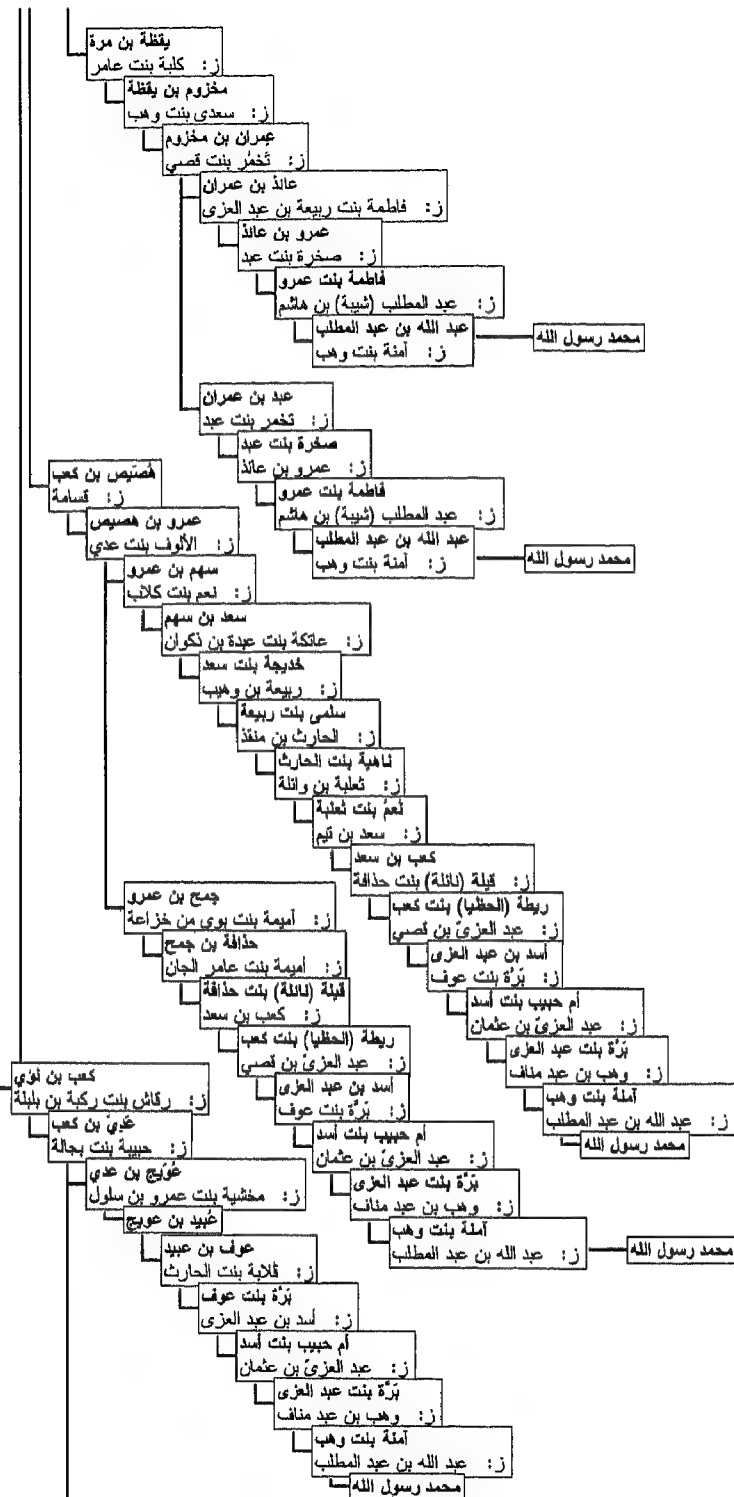 يقظة بن مرة
ز: كلبة بنت عامر
مخزوم بن يقظة
ز: سعدى بنت وهب
عمران بن مخزوم
ز: تَخمُر بنت قصي
عائذ بن عمران
ز: فاطمة بنت ربيعة بن عبد العزى
عمرو بن عائذ
ز: صخرة بنت عبد
فاطمة بنت عمرو
ز: عبد المطلب (شيبة) بن هاشم
عبد الله بن عبد المطلب
ز: آمنة بنت وهب
محمد رسول الله
عبد بن عمران
ز: تخمر بنت عبد
صخرة بنت عبد
ز: عمرو بن عائذ
فاطمة بنت عمرو
ز: عبد المطلب (شيبة) بن هاشم
عبد الله بن عبد المطلب
ز: آمنة بنت وهب
محمد رسول الله
هُصَيص بن كعب
ز: قسامة
عمرو بن هصيص
ز: الألوف بنت عدي
سهم بن عمرو
ز: نعم بنت كلاب
سعد بن سهم
ز: عاتكة بنت عبدة بن ذكوان
خديجة بنت سعد
ز: ربيعة بن وهيب
سلمى بنت ربيعة
ز: الحارث بن منقذ
ناهية بنت الحارث
ز: ثعلبة بن وائلة
نُعمُ بنت ثعلبة
ز: سعد بن تيم
كعب بن سعد
ز: قيلة (نائلة) بنت حذافة
ريطة (الحظيا) بنت كعب
ز: عبد العزىّ بن قصي
أسد بن عبد العزى
ز: بَرَّة بنت عوف
أم حبيب بنت أسد
ز: عبد العزىّ بن عثمان
بَرَّة بنت عبد العزى
ز: وهب بن عبد مناف
آمنة بنت وهب
ز: عبد الله بن عبد المطلب
محمد رسول الله
جمح بن عمرو
ز: أميمة بنت بوي من خزاعة
حذافة بن جمح
ز: أميمة بنت عامر الجان
قيلة (نائلة) بنت حذافة
ز: كعب بن سعد
ريطة (الحظيا) بنت كعب
ز: عبد العزىّ بن قصي
أسد بن عبد العزى
ز: بَرَّة بنت عوف
أم حبيب بنت أسد
ز: عبد العزىّ بن عثمان
بَرَّة بنت عبد العزى
ز: وهب بن عبد مناف
آمنة بنت وهب
ز: عبد الله بن عبد المطلب
محمد رسول الله
كعب بن لؤي
ز: رقاش بنت ركبة بن بلبلة
عَدِيّ بن كعب
ز: حبيبة بنت بجالة
عُوَيج بن عدي
ز: مخشية بنت عمرو بن سلول
عُبيد بن عويج
عوف بن عبيد
ز: قلابة بنت الحارث
بَرَّة بنت عوف
ز: أسد بن عبد العزى
أم حبيب بنت أسد
ز: عبد العزىّ بن عثمان
بَرَّة بنت عبد العزى
ز: وهب بن عبد مناف
آمنة بنت وهب
ز: عبد الله بن عبد المطلب
محمد رسول الله